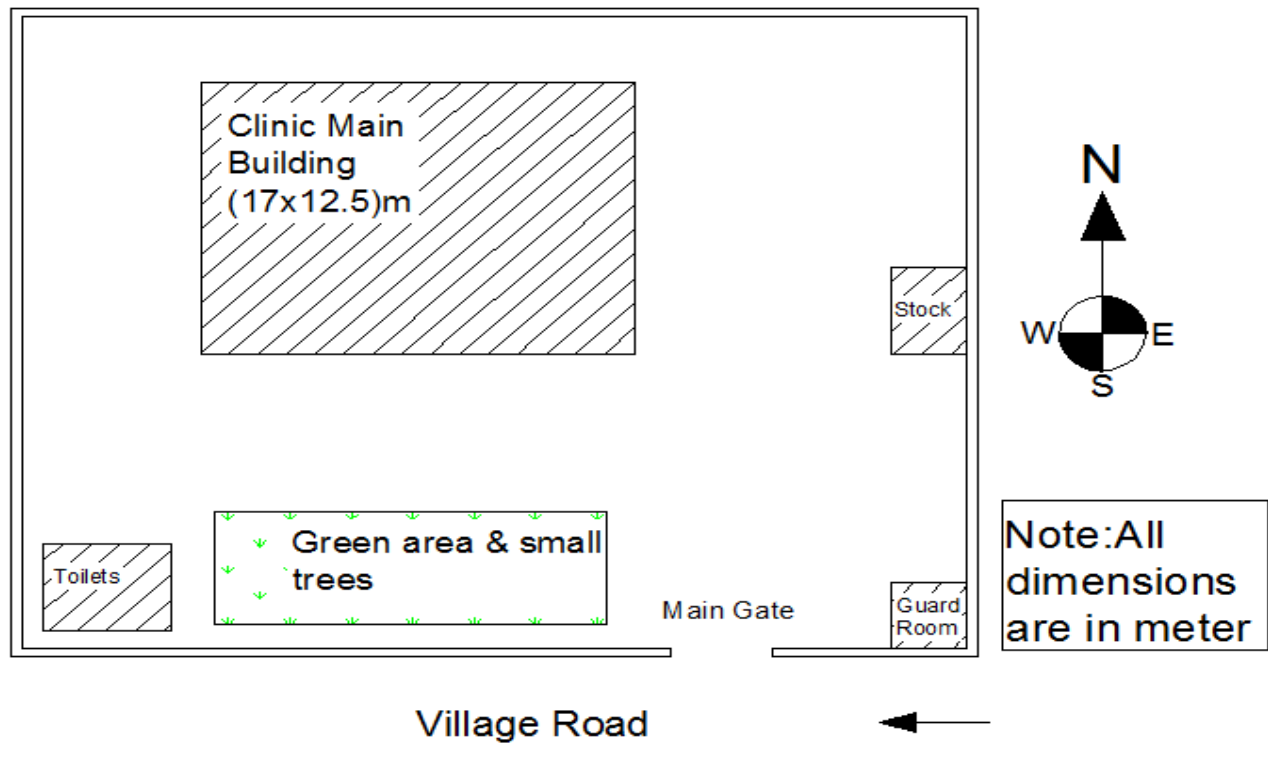 Clinic Main
Building
(17x12.5)m
N
Stock
W
E
S
Green area & small
trees
Toilets
Main Gate
Guard
Room
Note:All
dimensions
are in meter
Village Road